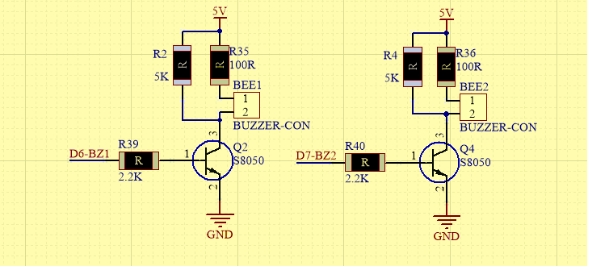 5V
R2
R
5K
R35
R
100R
BEE1
1
2
BUZZER-CON
D6-BZ1
R39
R
2.2K
1
3
2
Q2
S8050
GND
5V
R4
R
5K
R36
R
100R
BEE2
1
2
BUZZER-CON
D7-BZ2
R40
R
2.2K
1
3
2
Q4
S8050
GND